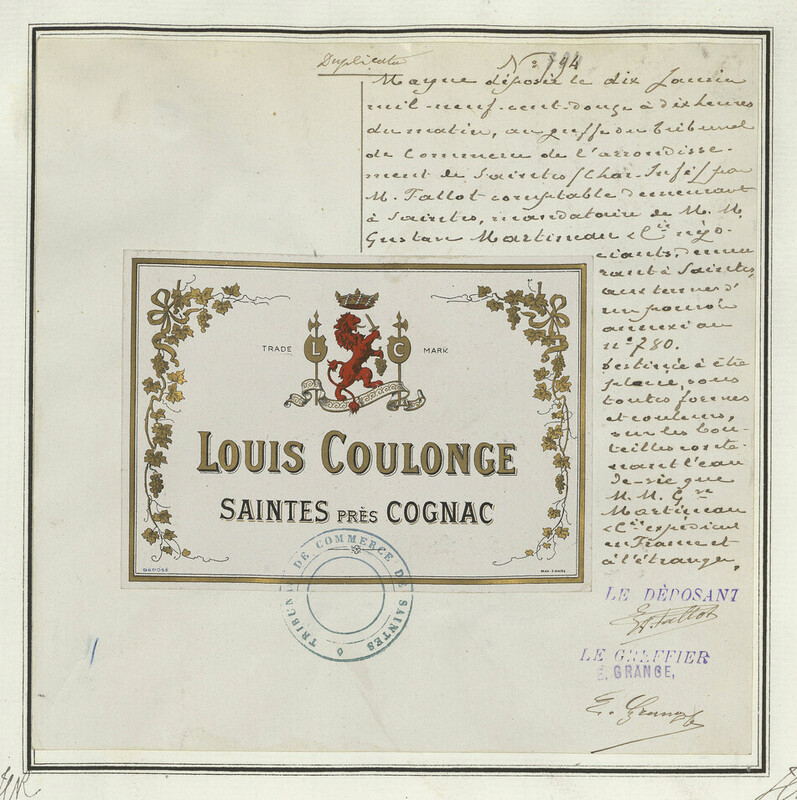 Duplicata
N° 794
Marque déposée le dix Janvier
mil-neuf-cent-douze à dix heures
du matin, au greffe du Tribunal
de Commerce de l'arrondisse-
ment de Saintes (Char. Infé) par
M. Tallot comptable demeurant
à Saintes, mandataire de M. M.
Gustave Martineau & Cie négo-
ciants, demeu
rant à Saintes,
aux termes d'
un pouvoir
annexé au
n° 780.
Destinée à être
placée, sous
toutes formes
et couleurs,
sur les bou-
teilles conte-
nant l'eau
de-vie que
M. M. Gve
Martineau
& Cie expédient
en France et
à l'étranger.
TRADE L C MARK
LOUIS COULONGE
SAINTES PRÈS COGNAC
DÉPOSÉ
TRIBUNAL DE COMMERCE DE SAINTES
LE DÉPOSANT
Tallot
LE GREFFIER
E. GRANGE,
E. Grange